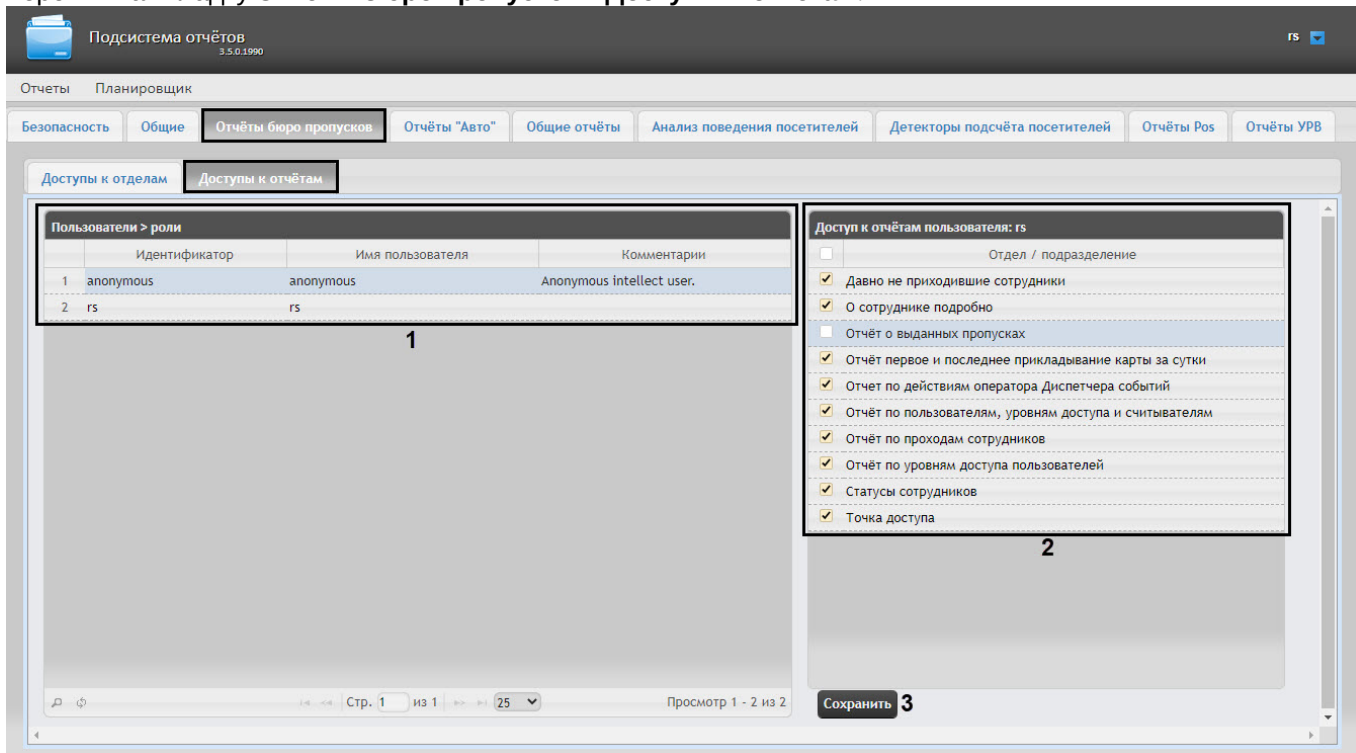 Подсистема отчётов
3.5.0.1990
rs
Отчеты Планировщик
Безопасность Общие Отчёты бюро пропусков Отчёты "Авто" Общие отчёты Анализ поведения посетителей Детекторы подсчёта посетителей Отчёты Pos Отчёты УРВ
Доступы к отделам Доступы к отчётам
Пользователи > роли
Идентификатор Имя пользователя Комментарии
1 anonymous anonymous Anonymous intellect user.
2 rs rs
1
Доступ к отчётам пользователя: rs
Отдел / подразделение
Давно не приходившие сотрудники
О сотруднике подробно
Отчёт о выданных пропусках
Отчёт первое и последнее прикладывание карты за сутки
Отчет по действиям оператора Диспетчера событий
Отчёт по пользователям, уровням доступа и считывателям
Отчёт по проходам сотрудников
Отчёт по уровням доступа пользователей
Статусы сотрудников
Точка доступа
2
Стр. 1 из 1 25 Просмотр 1 - 2 из 2
Сохранить 3